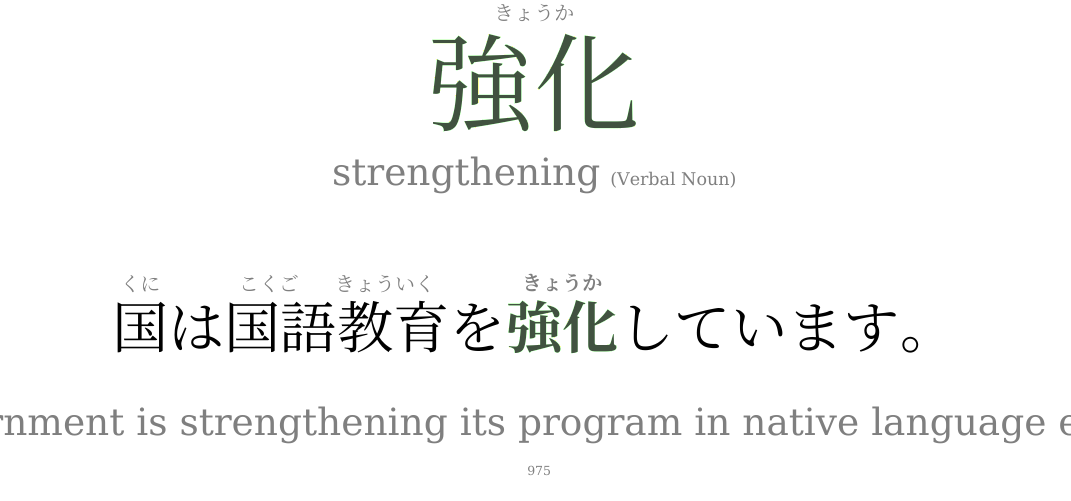 きょうか
強化
strengthening (Verbal Noun)
くに こくご きょういく きょうか
国は国語教育を強化しています。
rnment is strengthening its program in native language e
975